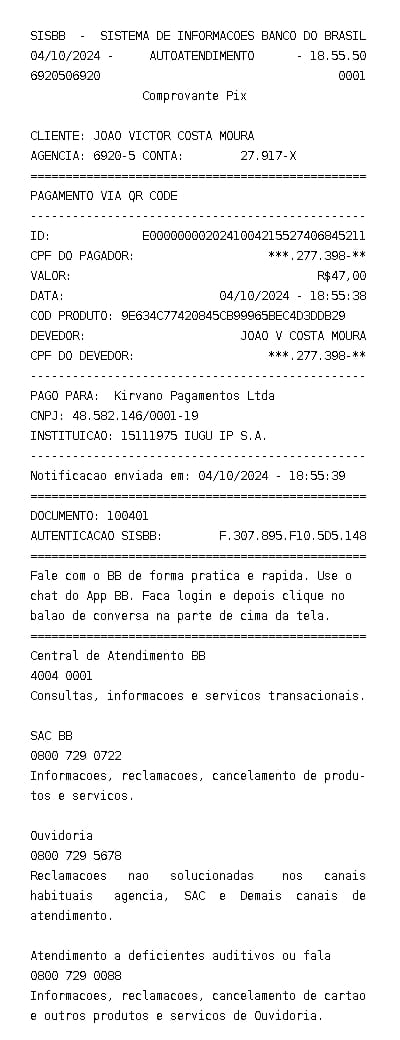 SISBB - SISTEMA DE INFORMACOES BANCO DO BRASIL
04/10/2024 - AUTOATENDIMENTO - 18.55.50
6920506920 0001
Comprovante Pix
CLIENTE: JOAO VICTOR COSTA MOURA
AGENCIA: 6920-5 CONTA: 27.917-X
================================================
PAGAMENTO VIA QR CODE
------------------------------------------------
ID: E0000000020241004215527406845211
CPF DO PAGADOR: ***.277.398-**
VALOR: R$47,00
DATA: 04/10/2024 - 18:55:38
COD PRODUTO: 9E634C77420845CB99965BEC4D3DDB29
DEVEDOR: JOAO V COSTA MOURA
CPF DO DEVEDOR: ***.277.398-**
------------------------------------------------
PAGO PARA: Kirvano Pagamentos Ltda
CNPJ: 48.582.146/0001-19
INSTITUICAO: 15111975 IUGU IP S.A.
------------------------------------------------
Notificacao enviada em: 04/10/2024 - 18:55:39
================================================
DOCUMENTO: 100401
AUTENTICACAO SISBB: F.307.895.F10.5D5.148
================================================
Fale com o BB de forma pratica e rapida. Use o
chat do App BB. Faca login e depois clique no
balao de conversa na parte de cima da tela.
================================================
Central de Atendimento BB
4004 0001
Consultas, informacoes e servicos transacionais.
SAC BB
0800 729 0722
Informacoes, reclamacoes, cancelamento de produ-
tos e servicos.
Ouvidoria
0800 729 5678
Reclamacoes nao solucionadas nos canais
habituais agencia, SAC e Demais canais de
atendimento.
Atendimento a deficientes auditivos ou fala
0800 729 0088
Informacoes, reclamacoes, cancelamento de cartao
e outros produtos e servicos de Ouvidoria.